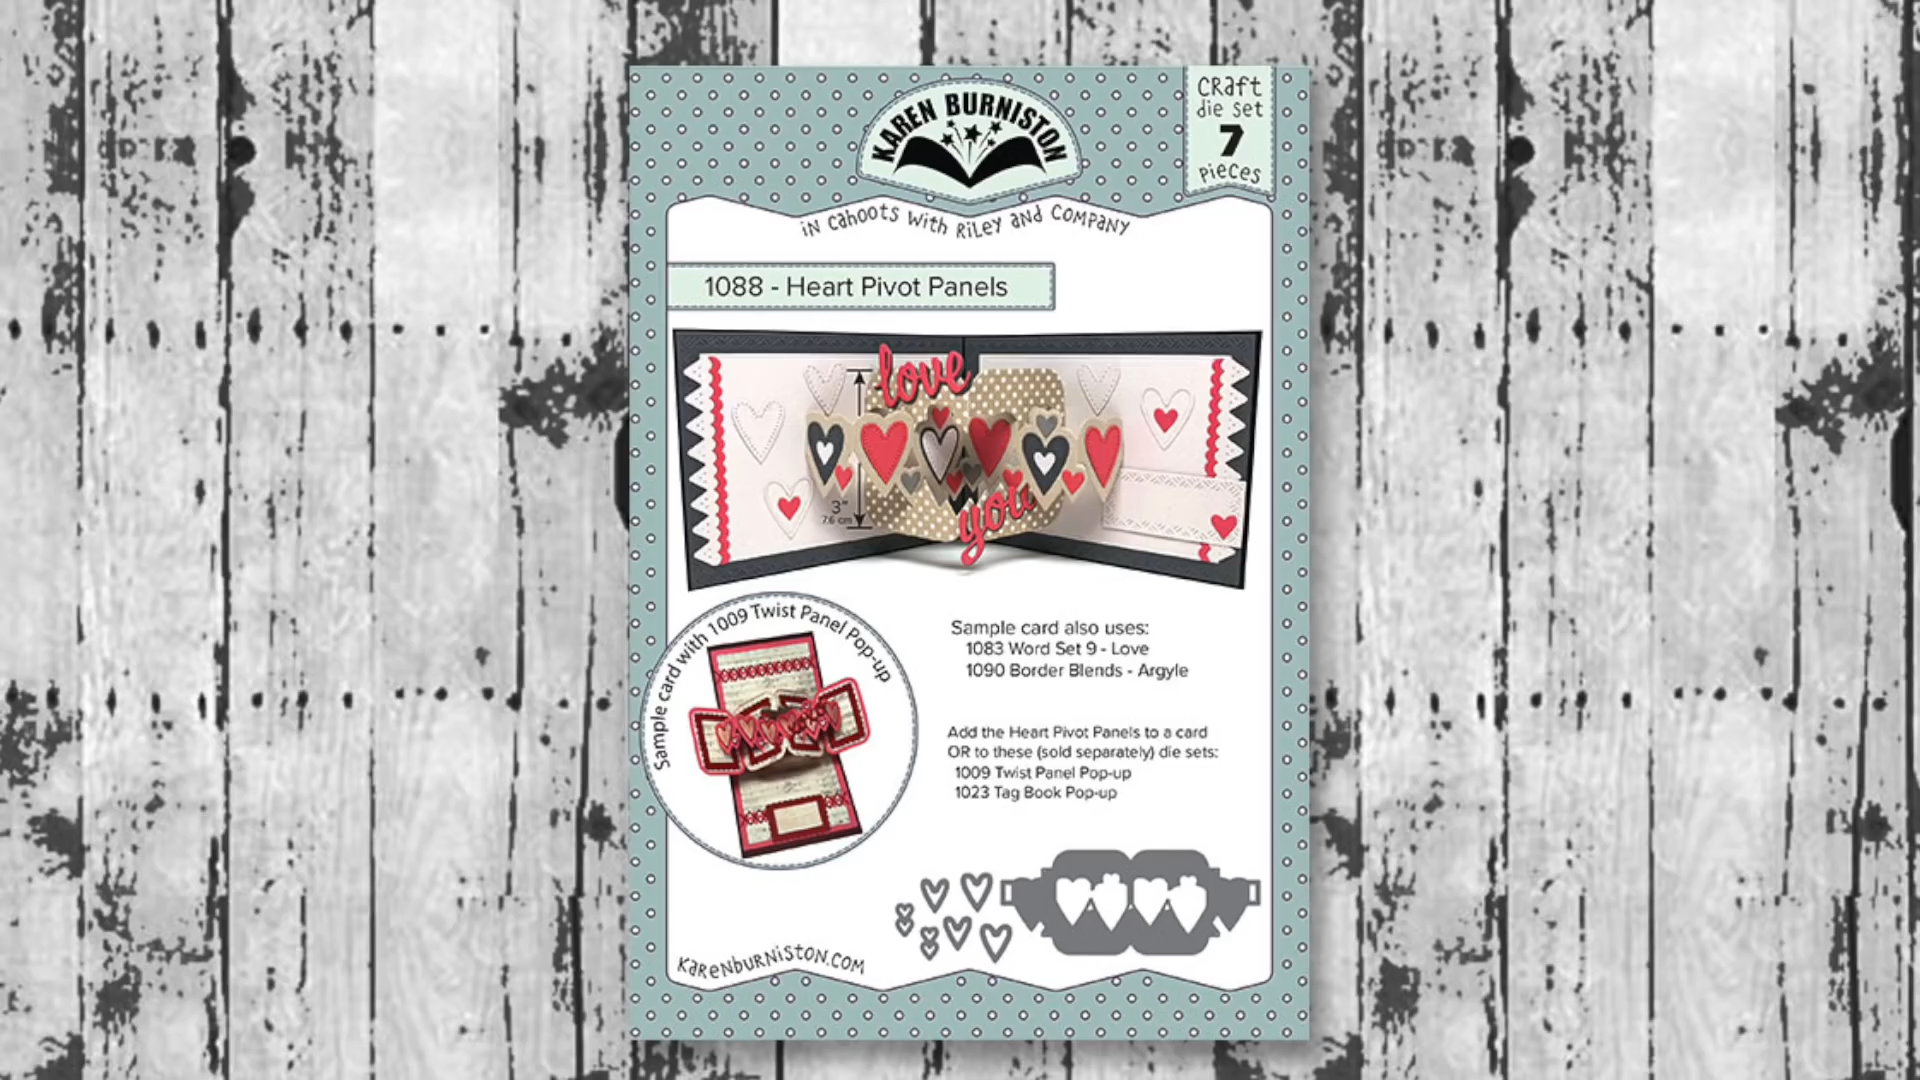 KAREN BURNISTON
CRaft
die set
7
pieces
in cahoots with Riley and Company
1088 - Heart Pivot Panels
love
you
3"
7.6 cm
Sample card with 1009 Twist Panel Pop-up
Sample card also uses:
1083 Word Set 9 - Love
1090 Border Blends - Argyle
Add the Heart Pivot Panels to a card
OR to these (sold separately) die sets:
1009 Twist Panel Pop-up
1023 Tag Book Pop-up
karenburniston.com